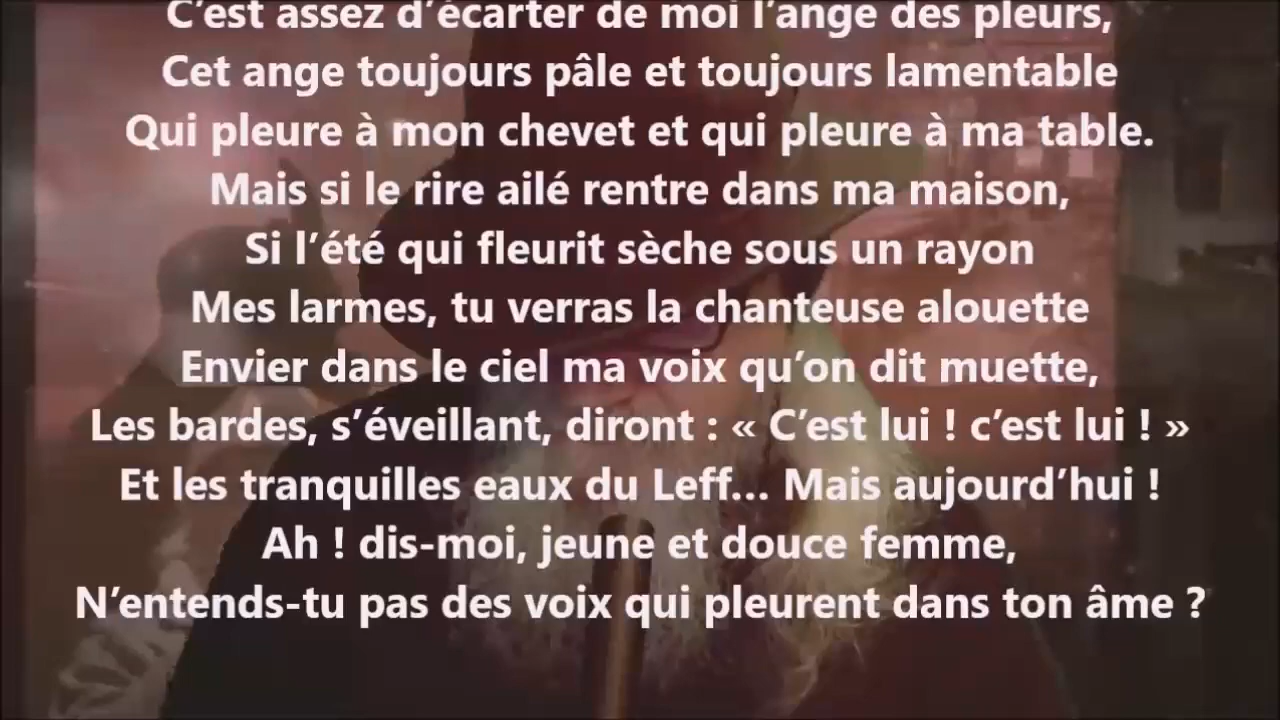 C’est assez d’écarter de moi l’ange des pleurs,
Cet ange toujours pâle et toujours lamentable
Qui pleure à mon chevet et qui pleure à ma table.
Mais si le rire ailé rentre dans ma maison,
Si l’été qui fleurit sèche sous un rayon
Mes larmes, tu verras la chanteuse alouette
Envier dans le ciel ma voix qu’on dit muette,
Les bardes, s’éveillant, diront : « C’est lui ! c’est lui ! »
Et les tranquilles eaux du Leff… Mais aujourd’hui !
Ah ! dis-moi, jeune et douce femme,
N’entends-tu pas des voix qui pleurent dans ton âme ?